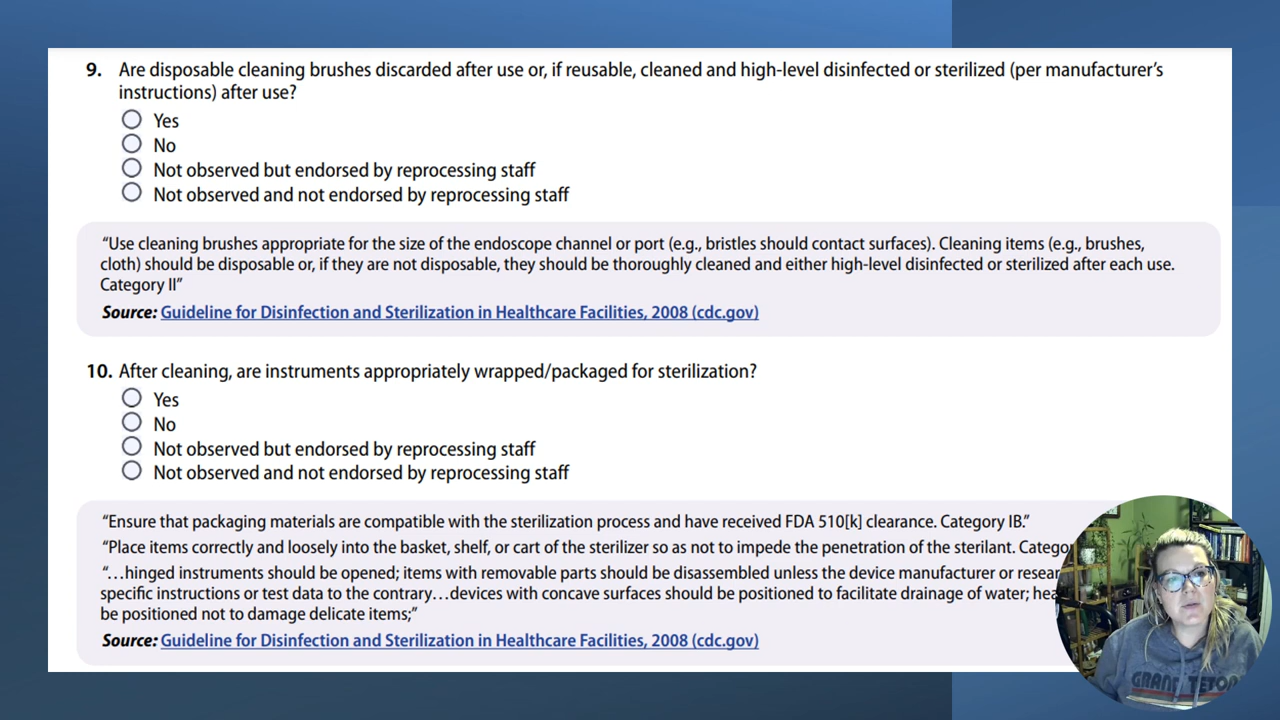 9. Are disposable cleaning brushes discarded after use or, if reusable, cleaned and high-level disinfected or sterilized (per manufacturer’s
instructions) after use?
Yes
No
Not observed but endorsed by reprocessing staff
Not observed and not endorsed by reprocessing staff
“Use cleaning brushes appropriate for the size of the endoscope channel or port (e.g., bristles should contact surfaces). Cleaning items (e.g., brushes,
cloth) should be disposable or, if they are not disposable, they should be thoroughly cleaned and either high-level disinfected or sterilized after each use.
Category II”
Source: Guideline for Disinfection and Sterilization in Healthcare Facilities, 2008 (cdc.gov)
10. After cleaning, are instruments appropriately wrapped/packaged for sterilization?
Yes
No
Not observed but endorsed by reprocessing staff
Not observed and not endorsed by reprocessing staff
“Ensure that packaging materials are compatible with the sterilization process and have received FDA 510[k] clearance. Category IB.”
“Place items correctly and loosely into the basket, shelf, or cart of the sterilizer so as not to impede the penetration of the sterilant.
“…hinged instruments should be opened; items with removable parts should be disassembled unless the device manufacturer or
specific instructions or test data to the contrary…devices with concave surfaces should be positioned to facilitate drainage of water;
be positioned not to damage delicate items;”
Source: Guideline for Disinfection and Sterilization in Healthcare Facilities, 2008 (cdc.gov)
GRAND TETON